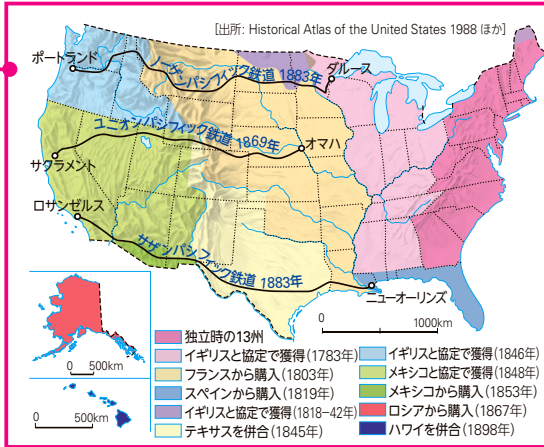 [出所: Historical Atlas of the United States 1988 ほか]
ポートランド
ノーザンパシフィック鉄道 1883年
ダルース
ユニオンパシフィック鉄道 1869年
オマハ
サクラメント
ロサンゼルス
サザンパシフィック鉄道 1883年
ニューオーリンズ
0 1000km
0 500km
0 500km
独立時の13州
イギリスと協定で獲得(1783年)
フランスから購入(1803年)
スペインから購入(1819年)
イギリスと協定で獲得(1818-42年)
テキサスを併合(1845年)
イギリスと協定で獲得(1846年)
メキシコと協定で獲得(1848年)
メキシコから購入(1853年)
ロシアから購入(1867年)
ハワイを併合(1898年)